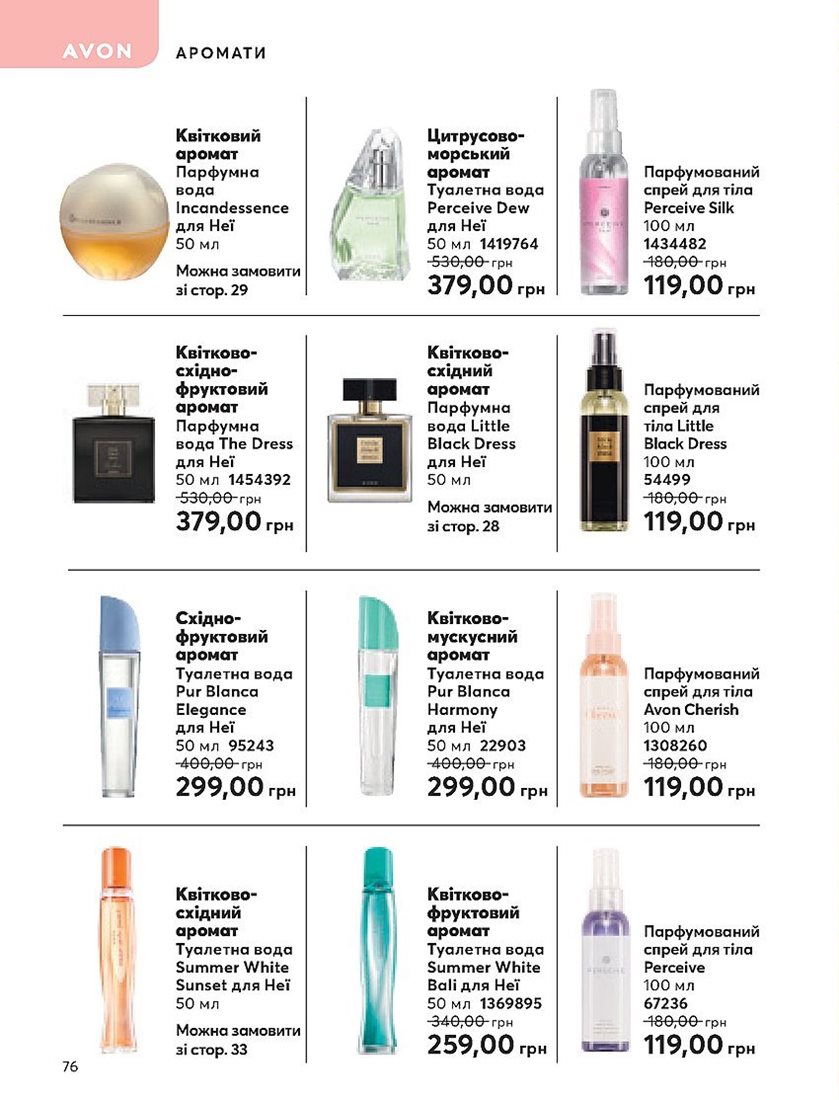 AVON
АРОМАТИ
Квітковий
аромат
Парфумна
вода
Incandessence
для Неї
50 мл
Можна замовити
зі стор. 29
Цитрусово-
морський
аромат
Туалетна вода
Perceive Dew
для Неї
50 мл 1419764
530,00 грн
379,00 грн
Парфумований
спрей для тіла
Perceive Silk
100 мл
1434482
180,00 грн
119,00 грн
Квітково-
східно-
фруктовий
аромат
Парфумна
вода The Dress
для Неї
50 мл 1454392
530,00 грн
379,00 грн
Квітково-
східний
аромат
Парфумна
вода Little
Black Dress
для Неї
50 мл
Можна замовити
зі стор. 28
Парфумований
спрей для
тіла Little
Black Dress
100 мл
54499
180,00 грн
119,00 грн
Східно-
фруктовий
аромат
Туалетна вода
Pur Blanca
Elegance
для Неї
50 мл 95243
400,00 грн
299,00 грн
Квітково-
мускусний
аромат
Туалетна вода
Pur Blanca
Harmony
для Неї
50 мл 22903
400,00 грн
299,00 грн
Парфумований
спрей для тіла
Avon Cherish
100 мл
1308260
180,00 грн
119,00 грн
Квітково-
східний
аромат
Туалетна вода
Summer White
Sunset для Неї
50 мл
Можна замовити
зі стор. 33
Квітково-
фруктовий
аромат
Туалетна вода
Summer White
Bali для Неї
50 мл 1369895
340,00 грн
259,00 грн
PERCEIVE
Парфумований
спрей для тіла
Perceive
100 мл
67236
180,00 грн
119,00 грн
76